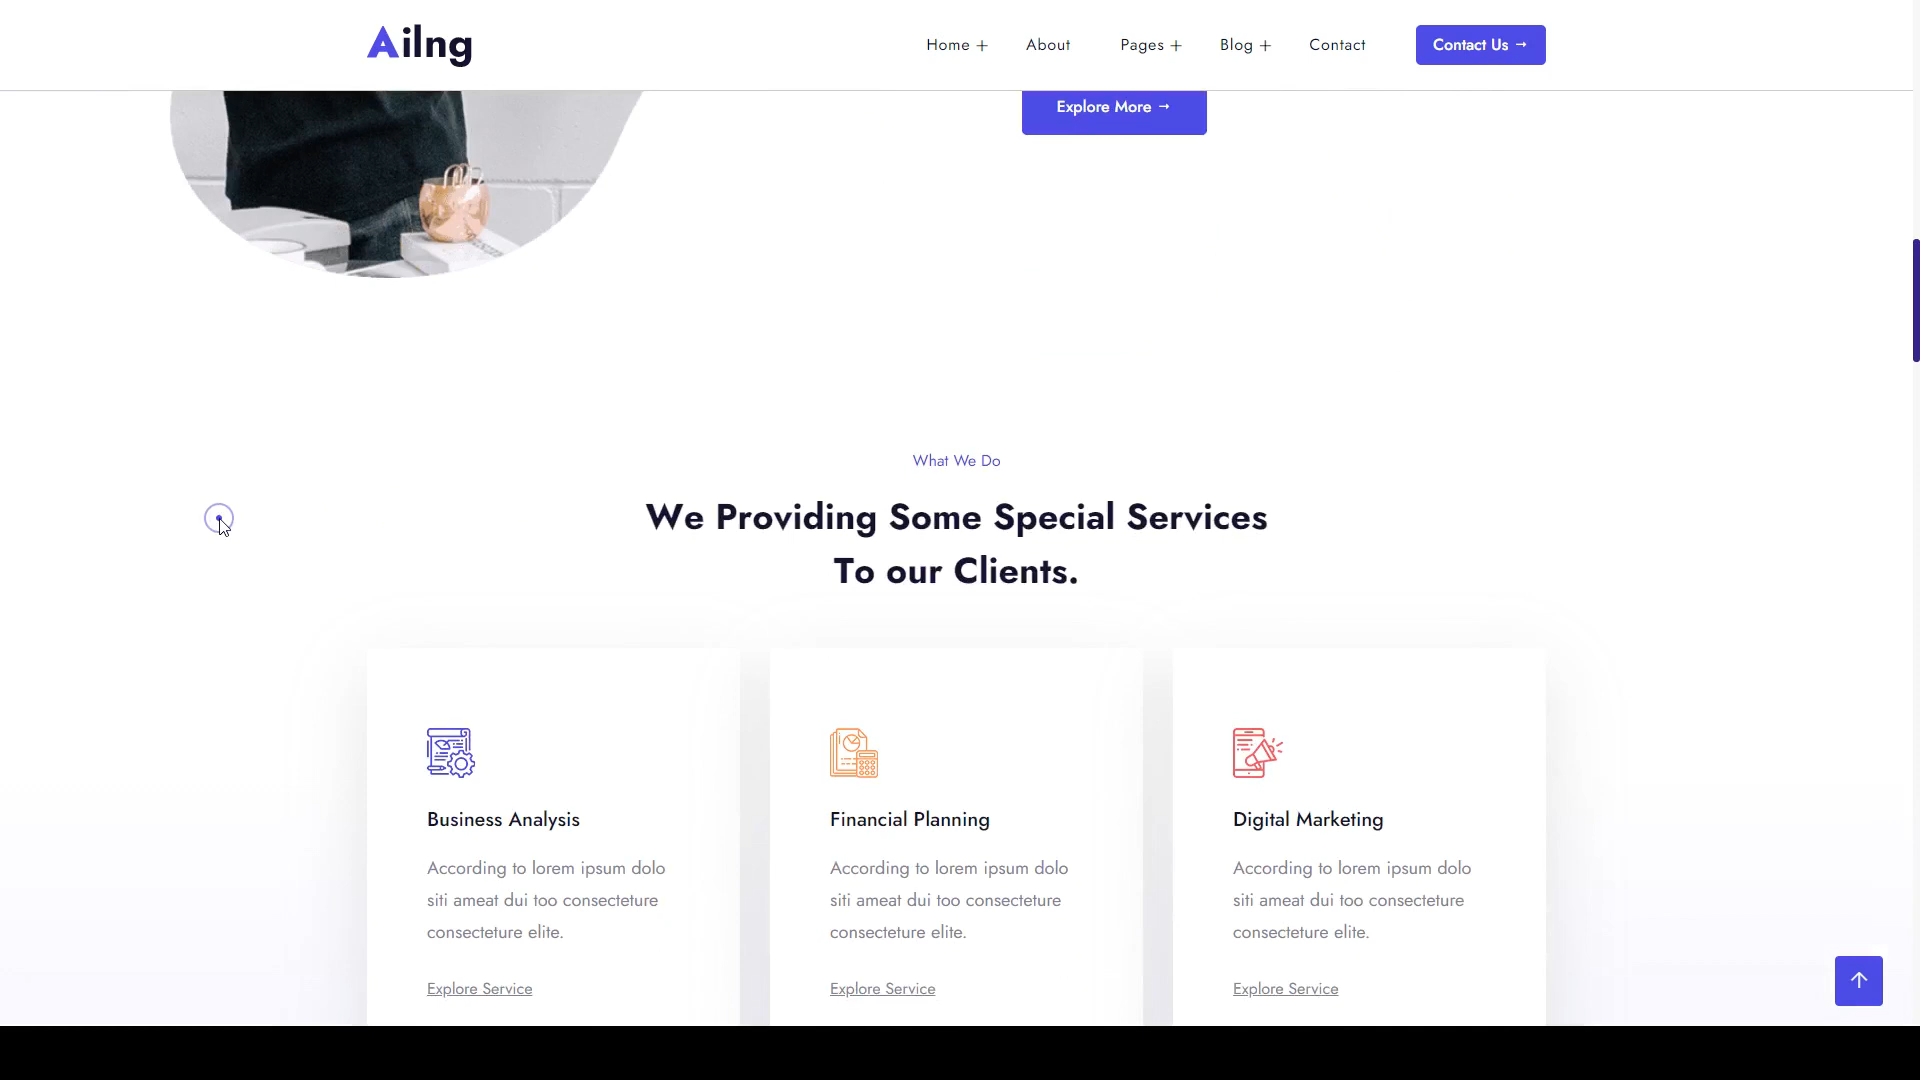 Ailng
Home + About Pages + Blog + Contact Contact Us →
Explore More →
What We Do
We Providing Some Special Services
To our Clients.
Business Analysis
According to lorem ipsum dolo
siti ameat dui too consecteture
consecteture elite.
Explore Service
Financial Planning
According to lorem ipsum dolo
siti ameat dui too consecteture
consecteture elite.
Explore Service
Digital Marketing
According to lorem ipsum dolo
siti ameat dui too consecteture
consecteture elite.
Explore Service